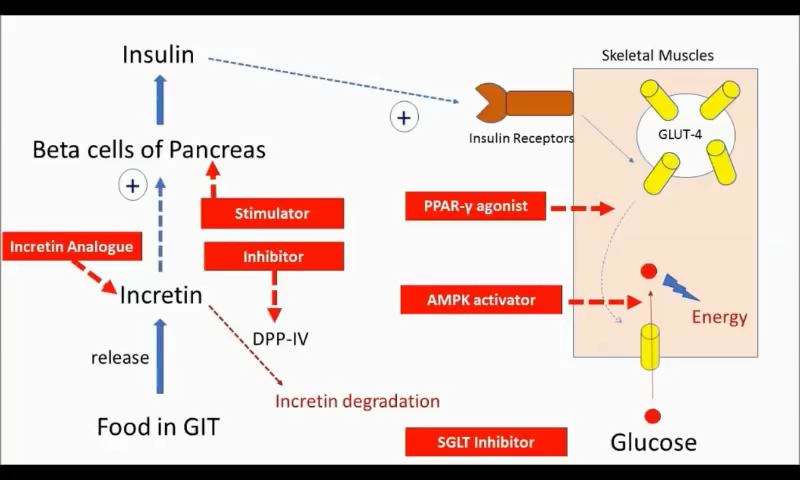 Insulin
Skeletal Muscles
+
Insulin Receptors
GLUT-4
Beta cells of Pancreas
+
Stimulator
PPAR-γ agonist
Incretin Analogue
Inhibitor
Incretin
AMPK activator
Energy
DPP-IV
release
Incretin degradation
Food in GIT
SGLT Inhibitor
Glucose